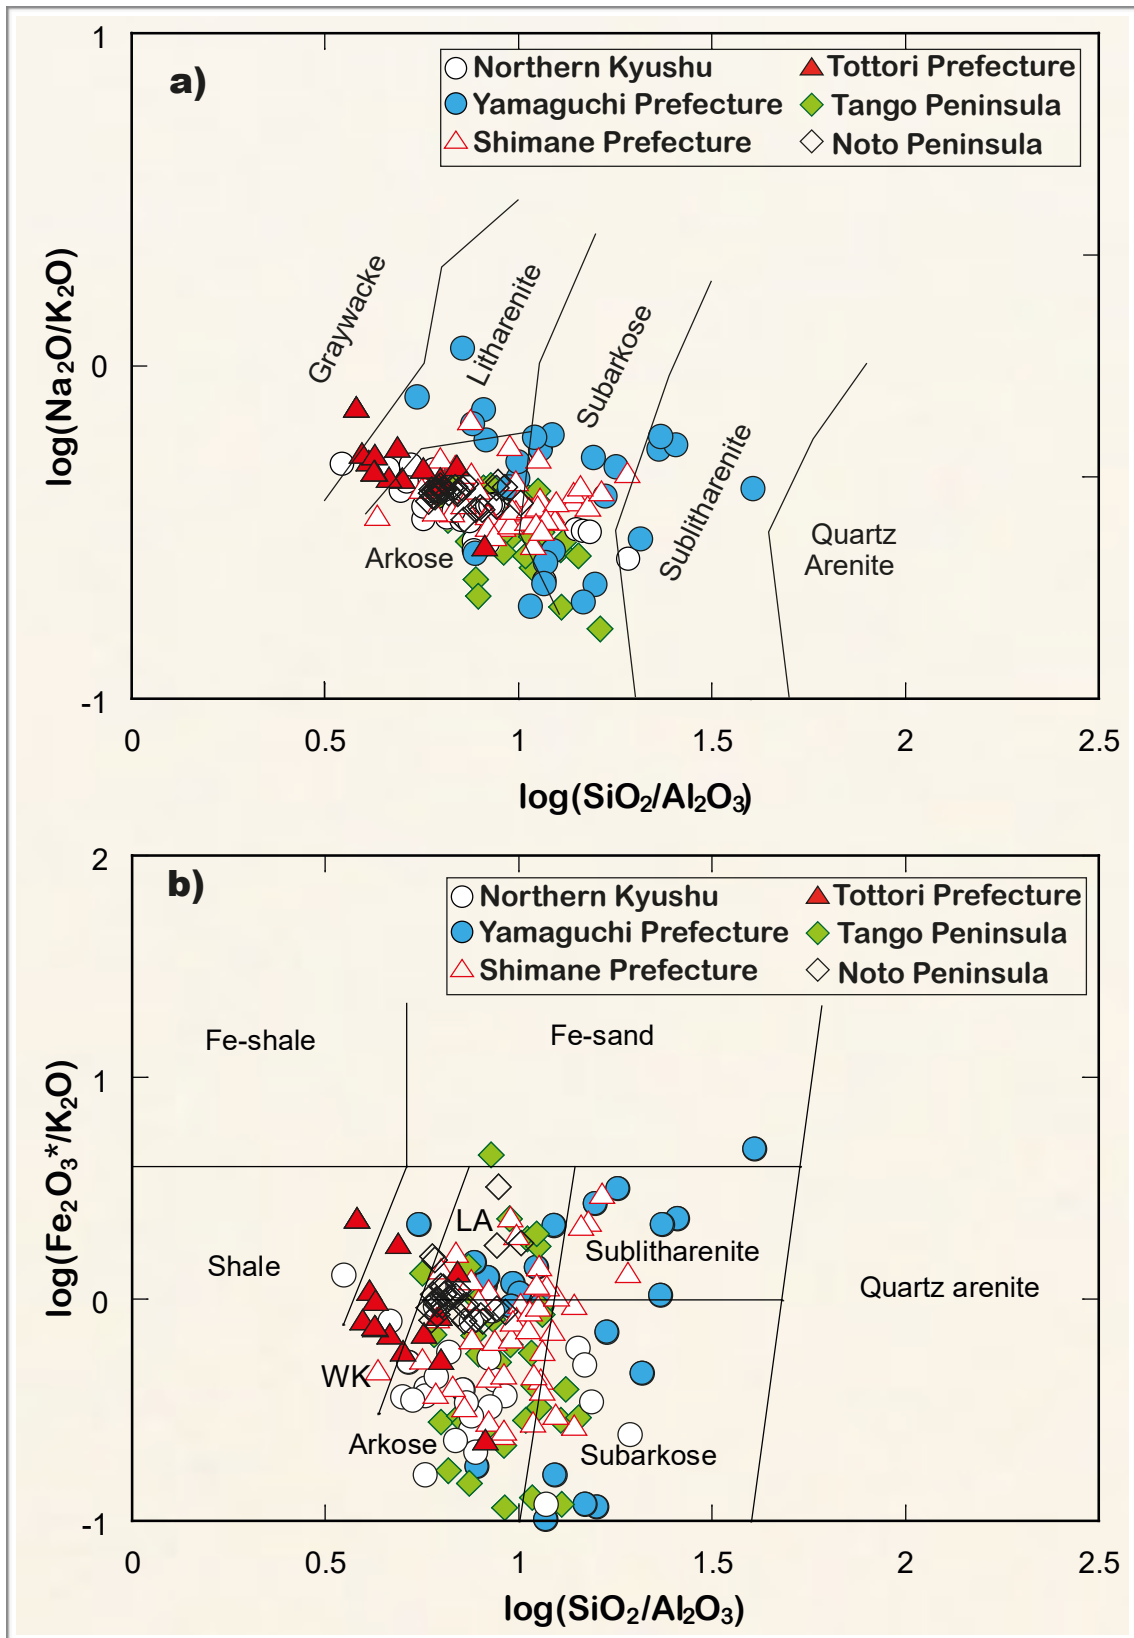 1
a)
Northern Kyushu
Tottori Prefecture
Yamaguchi Prefecture
Tango Peninsula
Shimane Prefecture
Noto Peninsula
log(Na₂O/K₂O)
Graywacke
Litharenite
Subarkose
0
Sublitharenite
Quartz
Arenite
Arkose
-1
0 0.5 1 1.5 2 2.5
log(SiO₂/Al₂O₃)
2
b)
Northern Kyushu
Tottori Prefecture
Yamaguchi Prefecture
Tango Peninsula
Shimane Prefecture
Noto Peninsula
log(Fe₂O₃*/K₂O)
Fe-shale
Fe-sand
1
LA
Sublitharenite
Shale
Quartz arenite
0
WK
Arkose
Subarkose
-1
0 0.5 1 1.5 2 2.5
log(SiO₂/Al₂O₃)